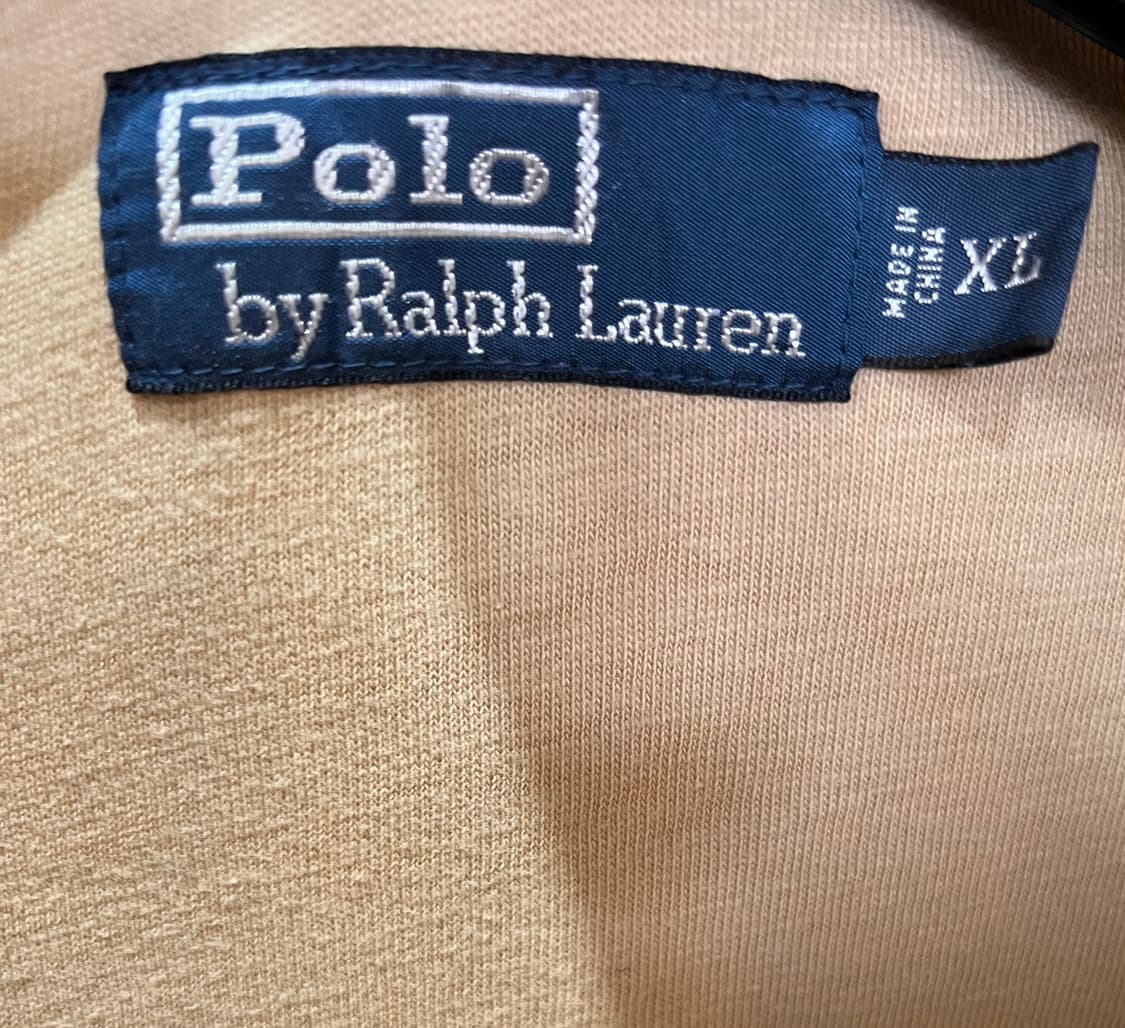 Polo
by Ralph Lauren
MADE IN
CHINA
XL